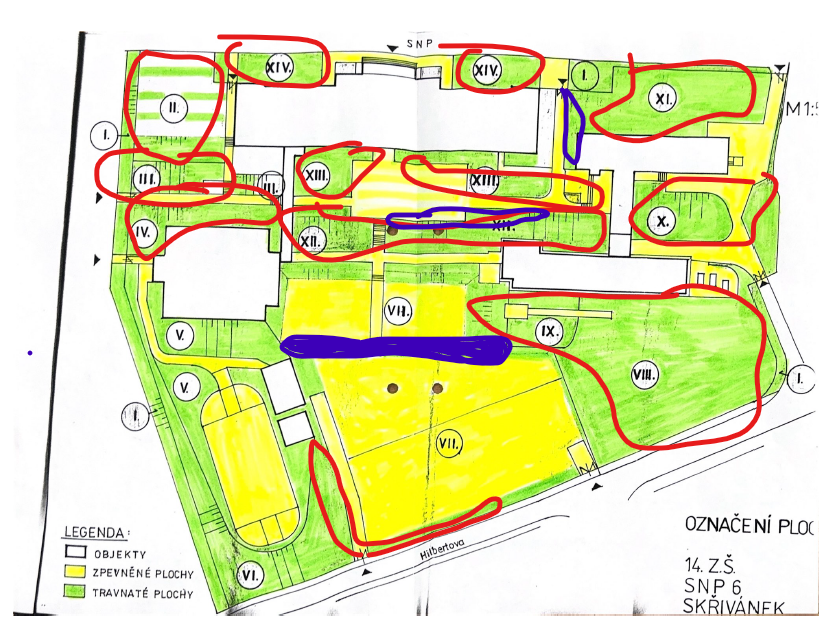 SNP
XIV.
XIV.
I.
II.
XI.
M 1:5
I.
III.
III.
XIII.
XIII.
X.
IV.
XII.
XII.
VII.
IX.
V.
VIII.
V.
I.
I.
VII.
VI.
Hilbertova
LEGENDA:
OBJEKTY
ZPEVNĚNÉ PLOCHY
TRAVNATÉ PLOCHY
OZNAČENÍ PLOC
14. Z.Š.
SNP 6
SKŘIVÁNEK